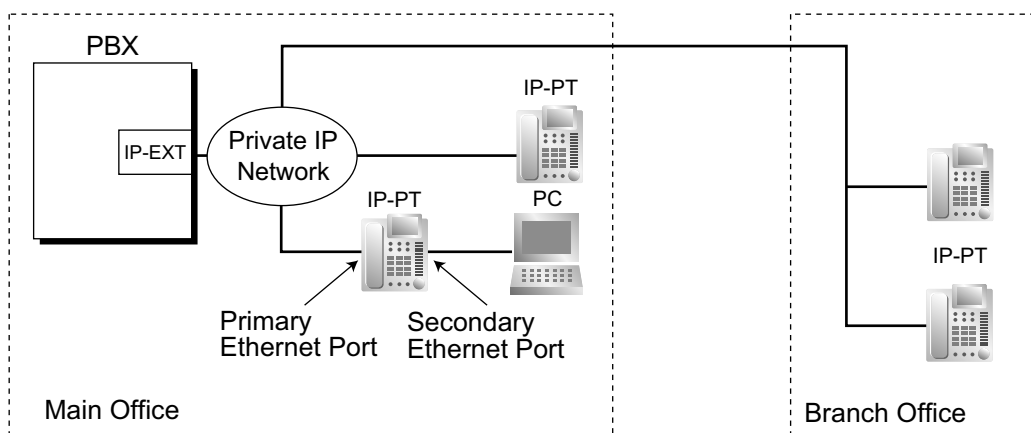 PBX
IP-EXT
Private IP
Network
IP-PT
IP-PT
PC
Primary
Ethernet Port
Secondary
Ethernet Port
Main Office
IP-PT
Branch Office